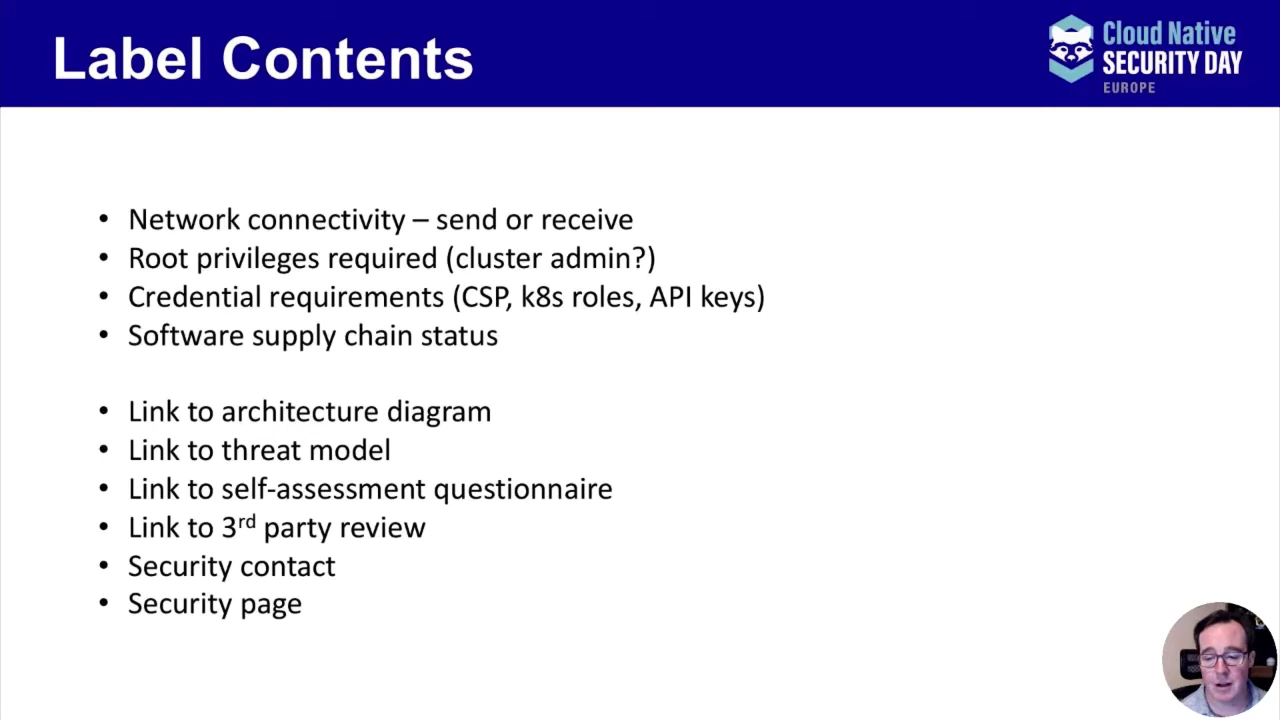 Label Contents
Cloud Native
SECURITY DAY
EUROPE
• Network connectivity – send or receive
• Root privileges required (cluster admin?)
• Credential requirements (CSP, k8s roles, API keys)
• Software supply chain status
• Link to architecture diagram
• Link to threat model
• Link to self-assessment questionnaire
• Link to 3rd party review
• Security contact
• Security page